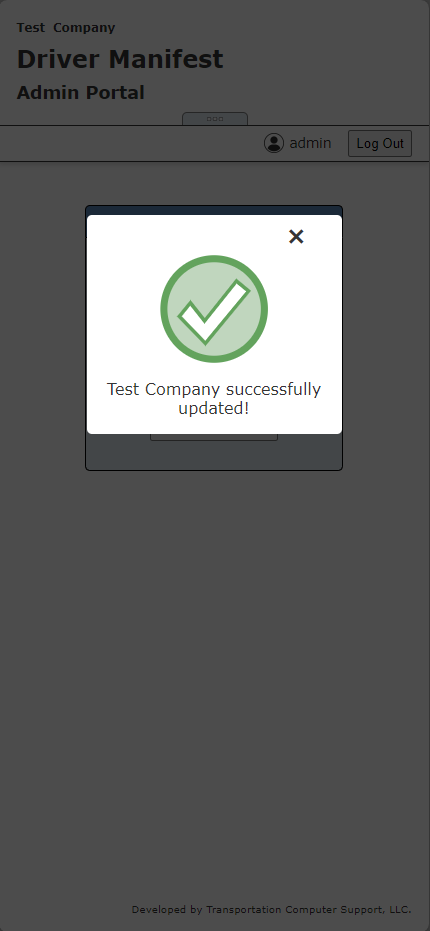 Test Company
Driver Manifest
Admin Portal
admin
Log Out
Test Company successfully
updated!
Developed by Transportation Computer Support, LLC.